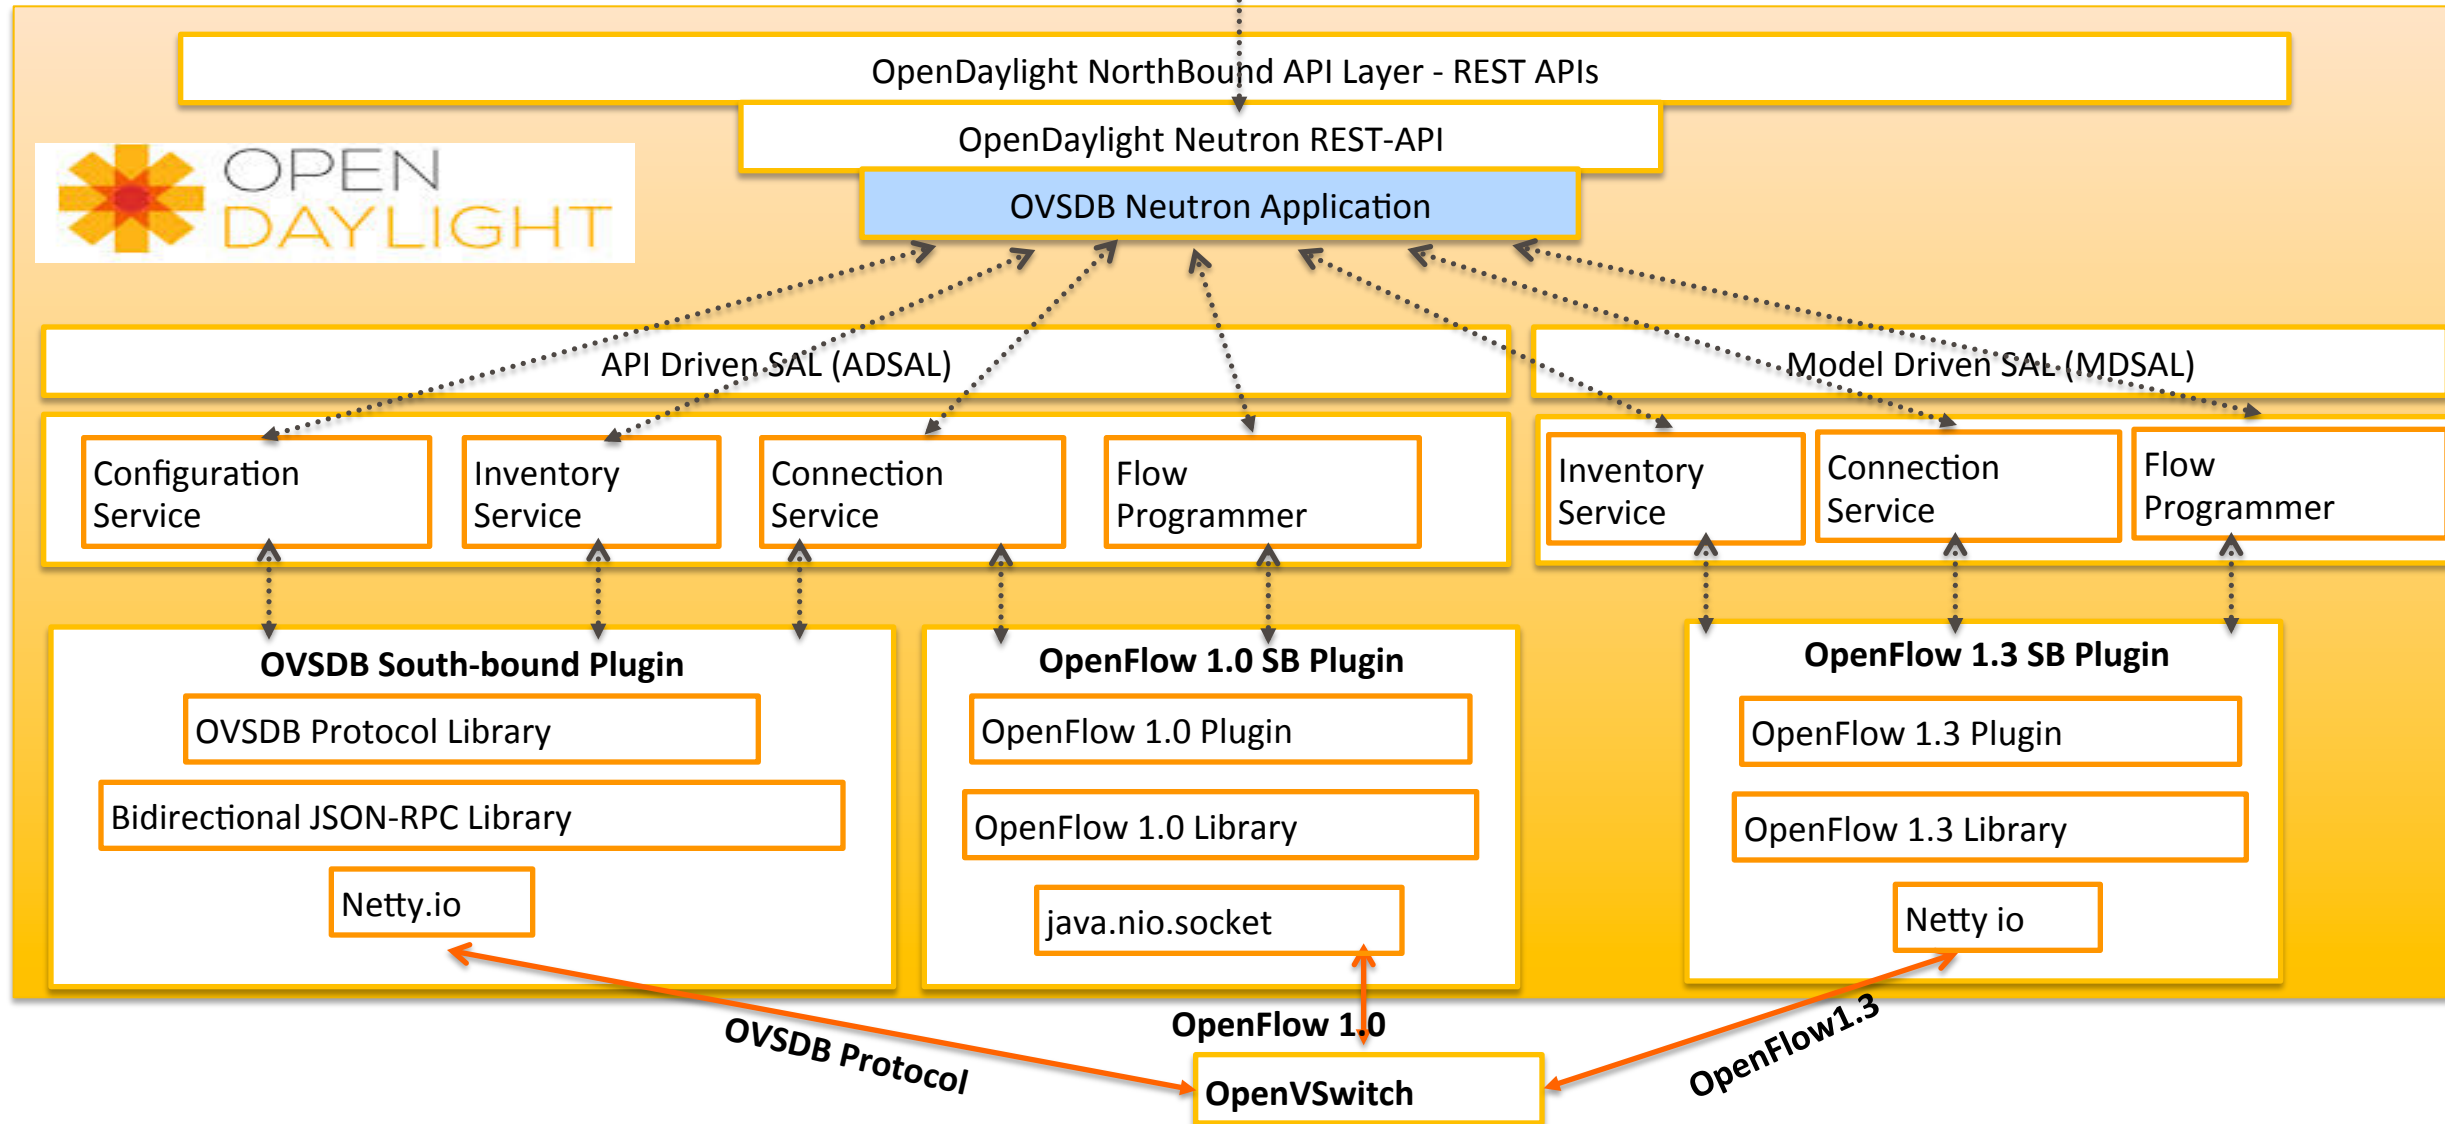 OpenDaylight NorthBound API Layer - REST APIs
OpenDaylight Neutron REST-API
OPEN
DAYLIGHT
OVSDB Neutron Application
API Driven SAL (ADSAL)
Model Driven SAL (MDSAL)
Configuration
Service
Inventory
Service
Connection
Service
Flow
Programmer
Inventory
Service
Connection
Service
Flow
Programmer
OVSDB South-bound Plugin
OVSDB Protocol Library
Bidirectional JSON-RPC Library
Netty.io
OpenFlow 1.0 SB Plugin
OpenFlow 1.0 Plugin
OpenFlow 1.0 Library
java.nio.socket
OpenFlow 1.3 SB Plugin
OpenFlow 1.3 Plugin
OpenFlow 1.3 Library
Netty io
OVSDB Protocol
OpenFlow 1.0
OpenFlow1.3
OpenVSwitch